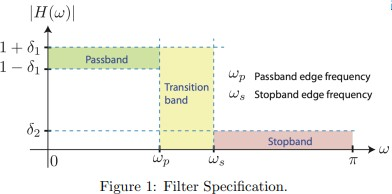 |H(ω)|
1 + δ₁
1 − δ₁
Passband
Transition
band
ωₚ Passband edge frequency
ωₛ Stopband edge frequency
δ₂
Stopband
0
ωₚ
ωₛ
π
ω
Figure 1: Filter Specification.